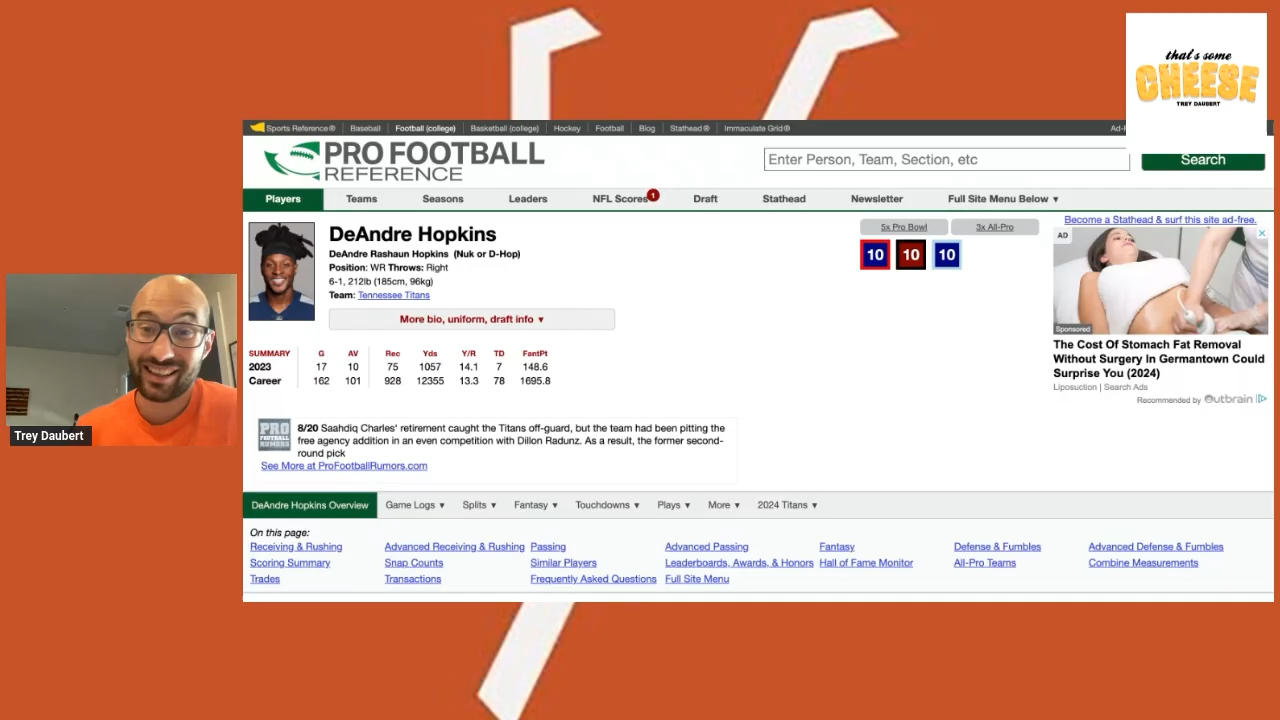 that's some
CHEESE
TREY DAUBERT
Sports Reference®
Baseball
Football (college)
Basketball (college)
Hockey
Football
Blog
Stathead®
Immaculate Grid®
PRO FOOTBALL
REFERENCE
Enter Person, Team, Section, etc
Search
Players
Teams
Seasons
Leaders
NFL Scores 1
Draft
Stathead
Newsletter
Full Site Menu Below ▼
DeAndre Hopkins
DeAndre Rashaun Hopkins (Nuk or D-Hop)
Position: WR Throws: Right
6-1, 212lb (185cm, 96kg)
Team: Tennessee Titans
More bio, uniform, draft info ▼
5x Pro Bowl
3x All-Pro
10 10 10
Become a Stathead & surf this site ad-free.
AD
Sponsored
The Cost Of Stomach Fat Removal
Without Surgery In Germantown Could
Surprise You (2024)
Liposuction | Search Ads
Recommended by Outbrain
SUMMARY G AV Rec Yds Y/R TD FantPt
2023 17 10 75 1057 14.1 7 148.6
Career 162 101 928 12355 13.3 78 1695.8
PRO
FOOTBALL
RUMORS
8/20 Saahdiq Charles' retirement caught the Titans off-guard, but the team had been pitting the
free agency addition in an even competition with Dillon Radunz. As a result, the former second-
round pick
See More at ProFootballRumors.com
Trey Daubert
DeAndre Hopkins Overview
Game Logs ▼
Splits ▼
Fantasy ▼
Touchdowns ▼
Plays ▼
More ▼
2024 Titans ▼
On this page:
Receiving & Rushing Advanced Receiving & Rushing Passing Advanced Passing Fantasy Defense & Fumbles Advanced Defense & Fumbles
Scoring Summary Snap Counts Similar Players Leaderboards, Awards, & Honors Hall of Fame Monitor All-Pro Teams Combine Measurements
Trades Transactions Frequently Asked Questions Full Site Menu